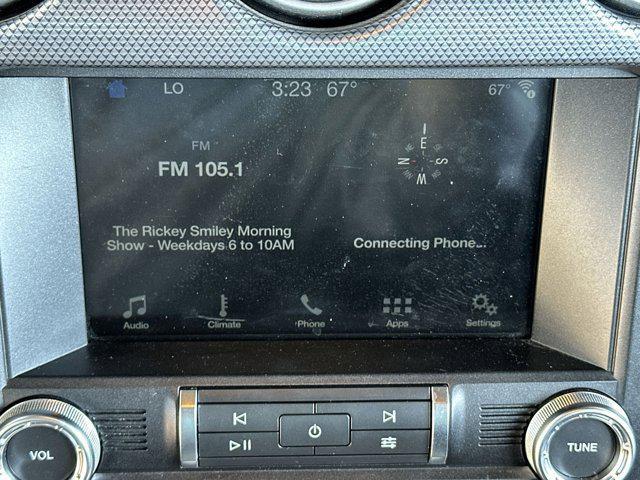 LO 3:23 67° 67°
FM
FM 105.1
E
N S
W
The Rickey Smiley Morning
Show - Weekdays 6 to 10AM
Connecting Phone...
Audio Climate Phone Apps Settings
VOL
TUNE